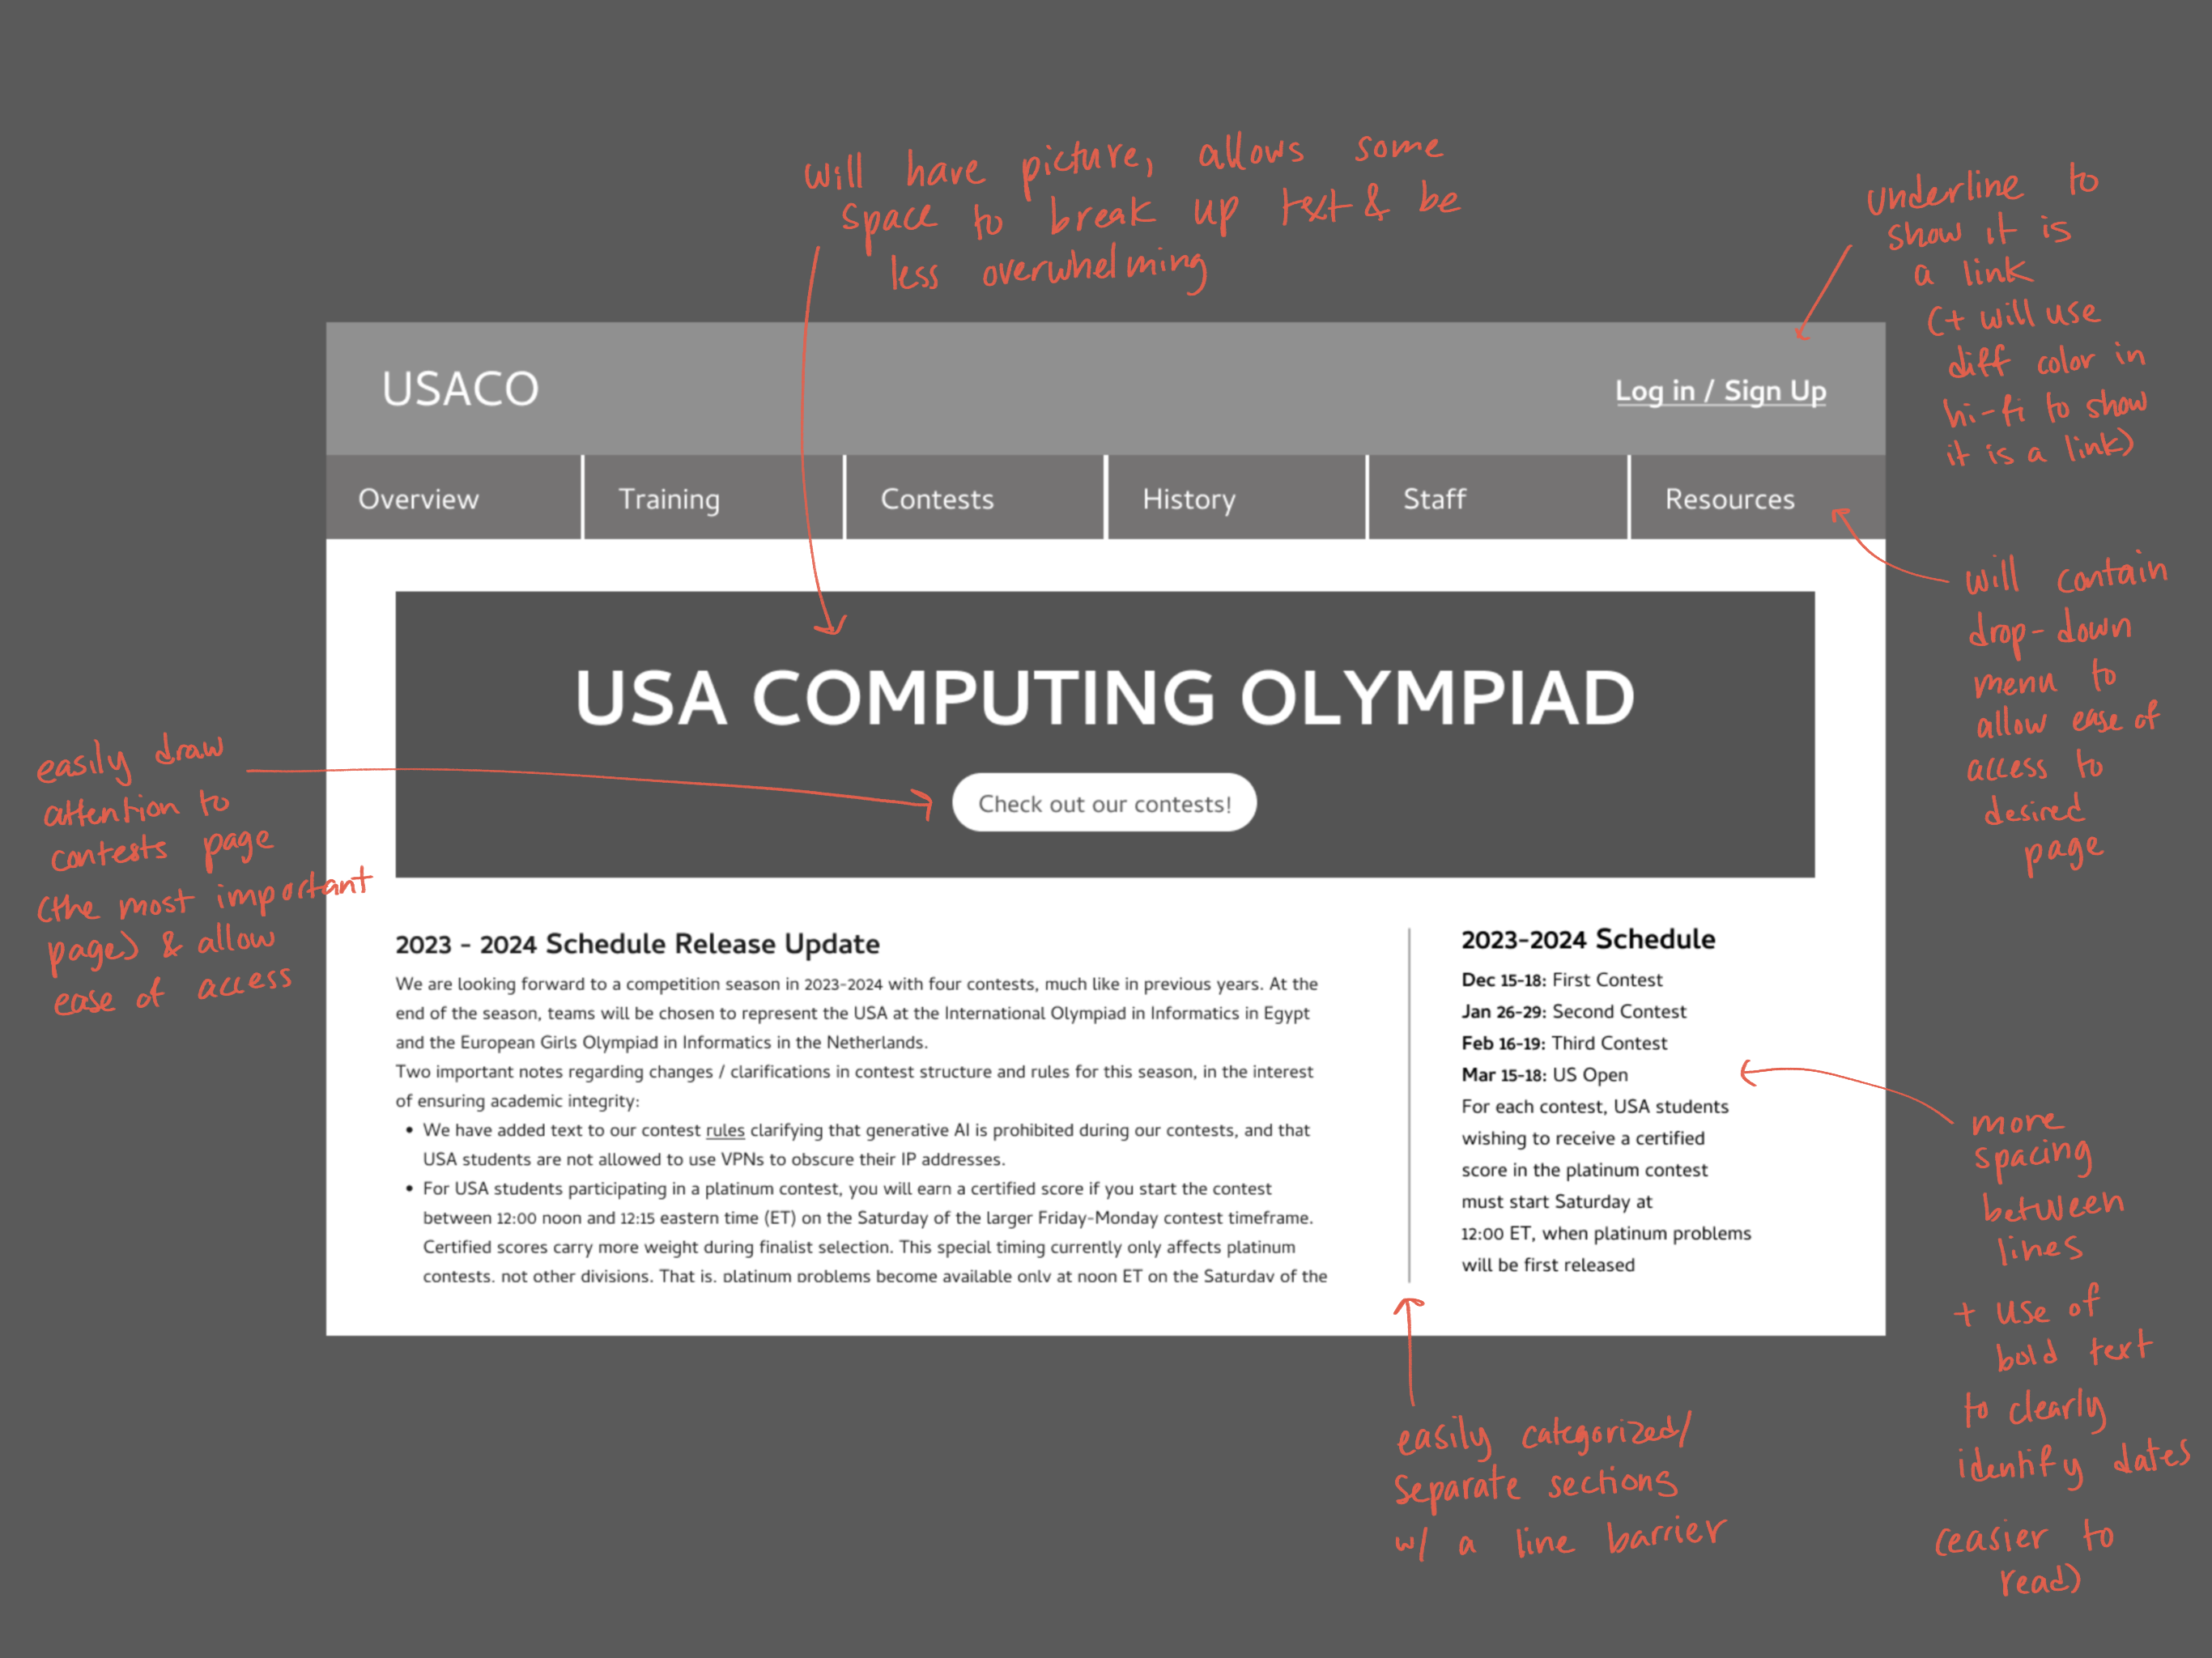 will have picture, allows some
space to break up text & be
less overwhelming
underline to
show it is
a link
(+ will use
diff color in
hi-fi to show
it is a link)
USACO
Log in / Sign Up
Overview
Training
Contests
History
Staff
Resources
will contain
drop-down
menu to
allow ease of
access to
desired
page
USA COMPUTING OLYMPIAD
Check out our contests!
easily draw
attention to
contests page
(the most important
page) & allow
ease of access
2023 - 2024 Schedule Release Update
We are looking forward to a competition season in 2023-2024 with four contests, much like in previous years. At the
end of the season, teams will be chosen to represent the USA at the International Olympiad in Informatics in Egypt
and the European Girls Olympiad in Informatics in the Netherlands.
Two important notes regarding changes / clarifications in contest structure and rules for this season, in the interest
of ensuring academic integrity:
• We have added text to our contest rules clarifying that generative AI is prohibited during our contests, and that
USA students are not allowed to use VPNs to obscure their IP addresses.
• For USA students participating in a platinum contest, you will earn a certified score if you start the contest
between 12:00 noon and 12:15 eastern time (ET) on the Saturday of the larger Friday-Monday contest timeframe.
Certified scores carry more weight during finalist selection. This special timing currently only affects platinum
contests, not other divisions. That is, platinum problems become available only at noon ET on the Saturday of the
2023-2024 Schedule
Dec 15-18: First Contest
Jan 26-29: Second Contest
Feb 16-19: Third Contest
Mar 15-18: US Open
For each contest, USA students
wishing to receive a certified
score in the platinum contest
must start Saturday at
12:00 ET, when platinum problems
will be first released
more
spacing
between
lines
+ use of
bold text
to clearly
identify dates
(easier to
read)
easily categorized/
separate sections
w/ a line barrier